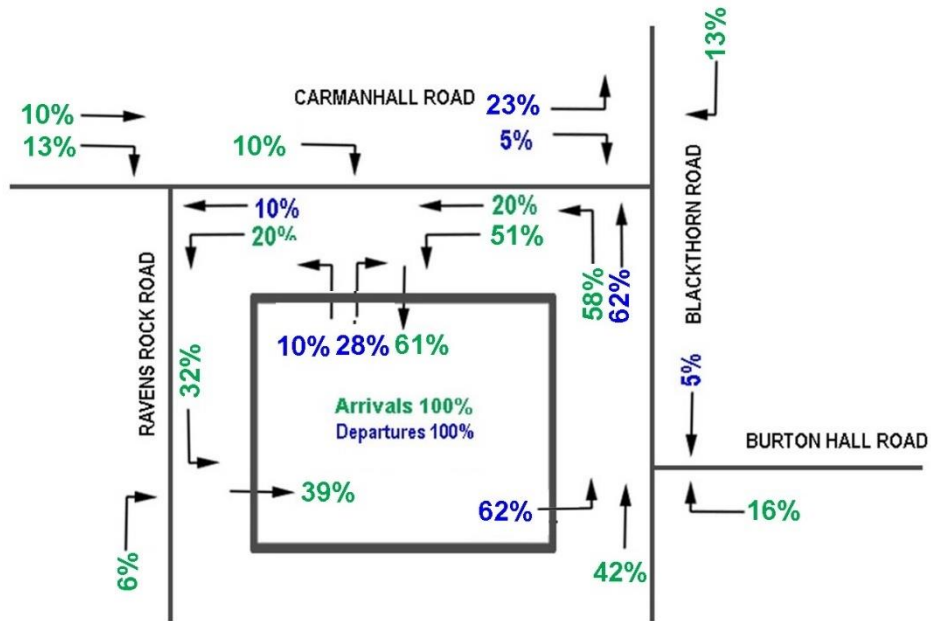 13%
CARMANHALL ROAD
23%
10%
13%
10%
5%
10%
20%
20%
51%
58%
62%
BLACKTHORN ROAD
RAVENS ROCK ROAD
32%
10% 28% 61%
Arrivals 100%
Departures 100%
5%
BURTON HALL ROAD
39%
62%
16%
6%
42%